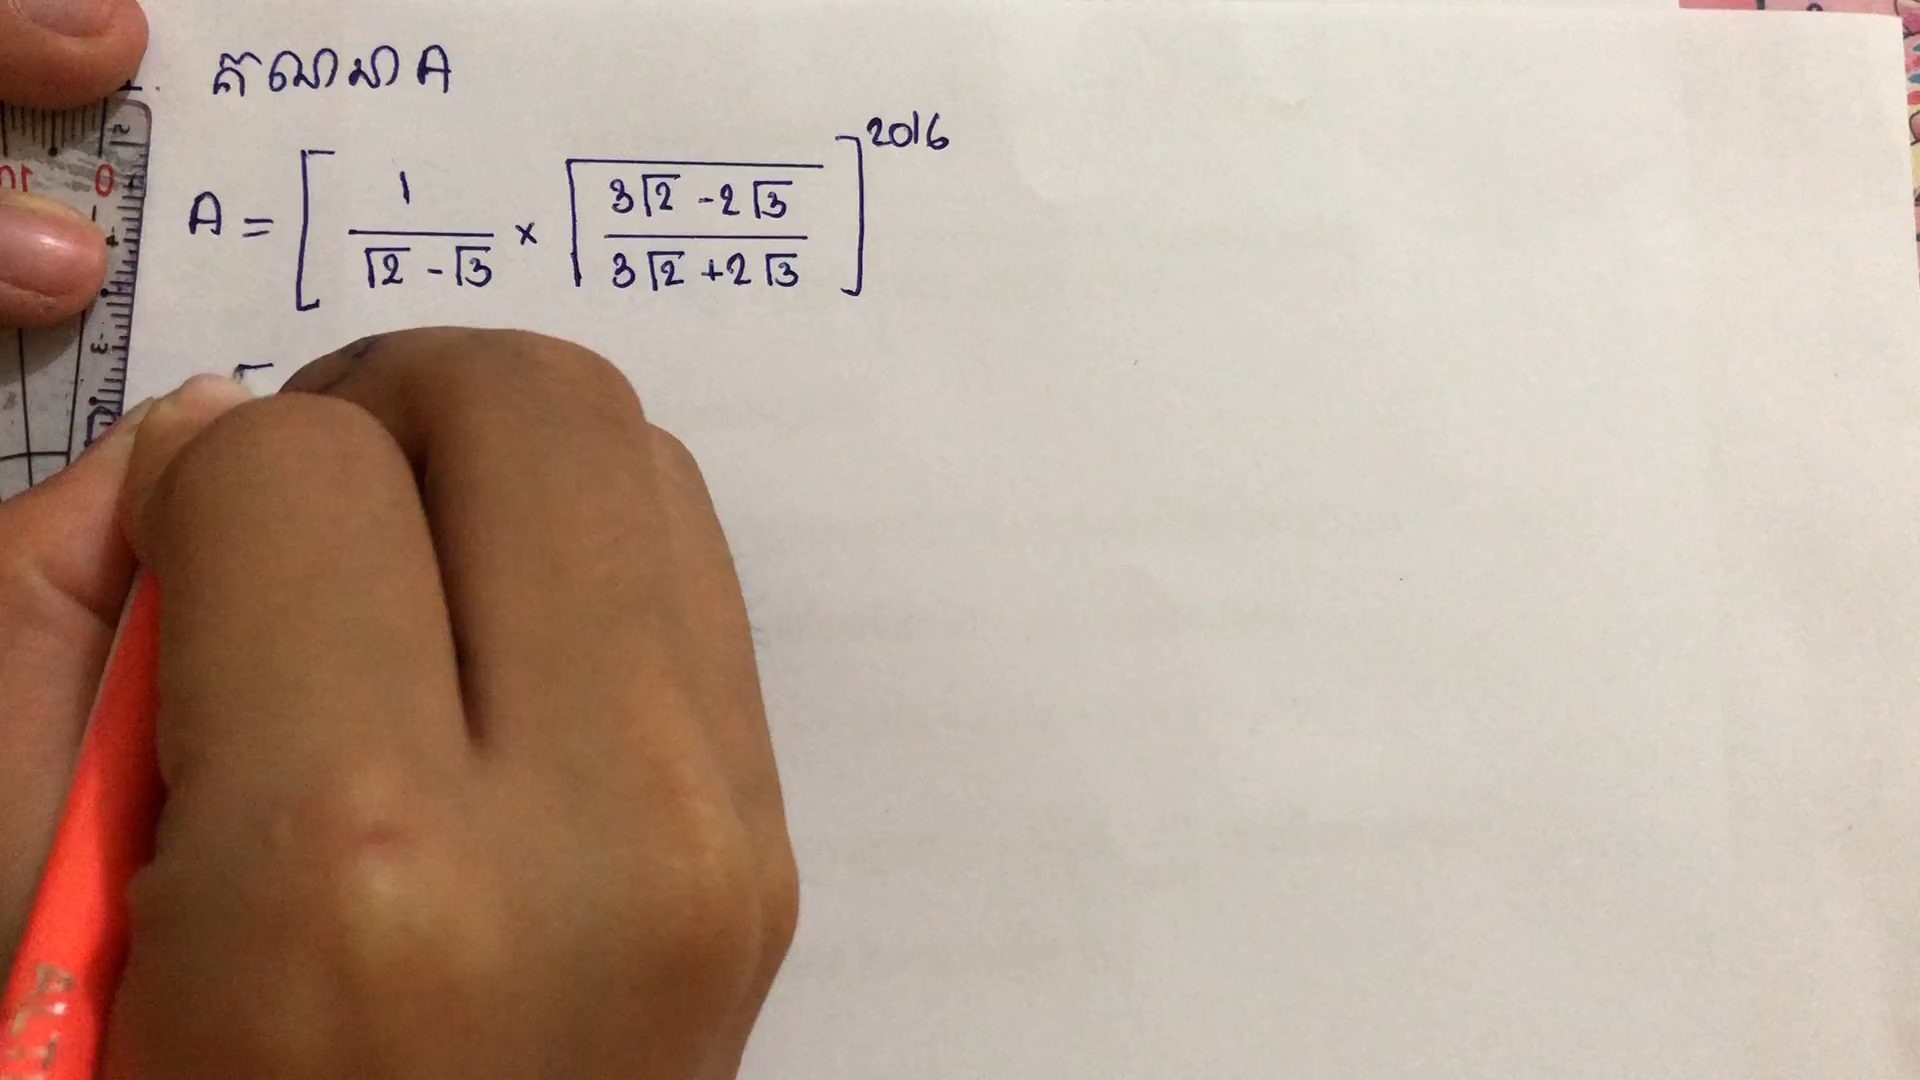 គណនា A
A = [ 1/(√2 - √3) × √((3√2 - 2√3)/(3√2 + 2√3)) ]^2016